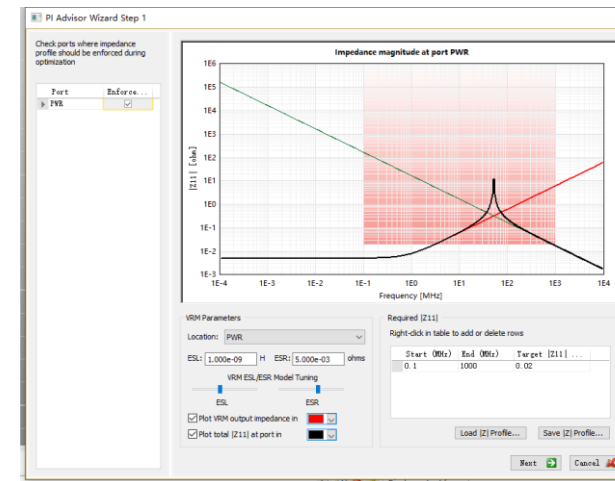 PI Advisor Wizard Step 1
Check ports where impedance
profile should be enforced during
optimization
Port Enforce...
PWR
Impedance magnitude at port PWR
|Z11| [ohm]
1E6
1E5
1E4
1E3
1E2
1E1
1E0
1E-1
1E-2
1E-3
1E-4 1E-3 1E-2 1E-1 1E0 1E1 1E2 1E3 1E4
Frequency [MHz]
VRM Parameters
Location: PWR
ESL: 1.000e-09 H ESR: 5.000e-03 ohms
VRM ESL/ESR Model Tuning
ESL ESR
Plot VRM output impedance in
Plot total |Z11| at port in
Required |Z11|
Right-click in table to add or delete rows
Start (MHz) End (MHz) Target |Z11| ...
0.1 1000 0.02
Load |Z| Profile... Save |Z| Profile...
Next Cancel